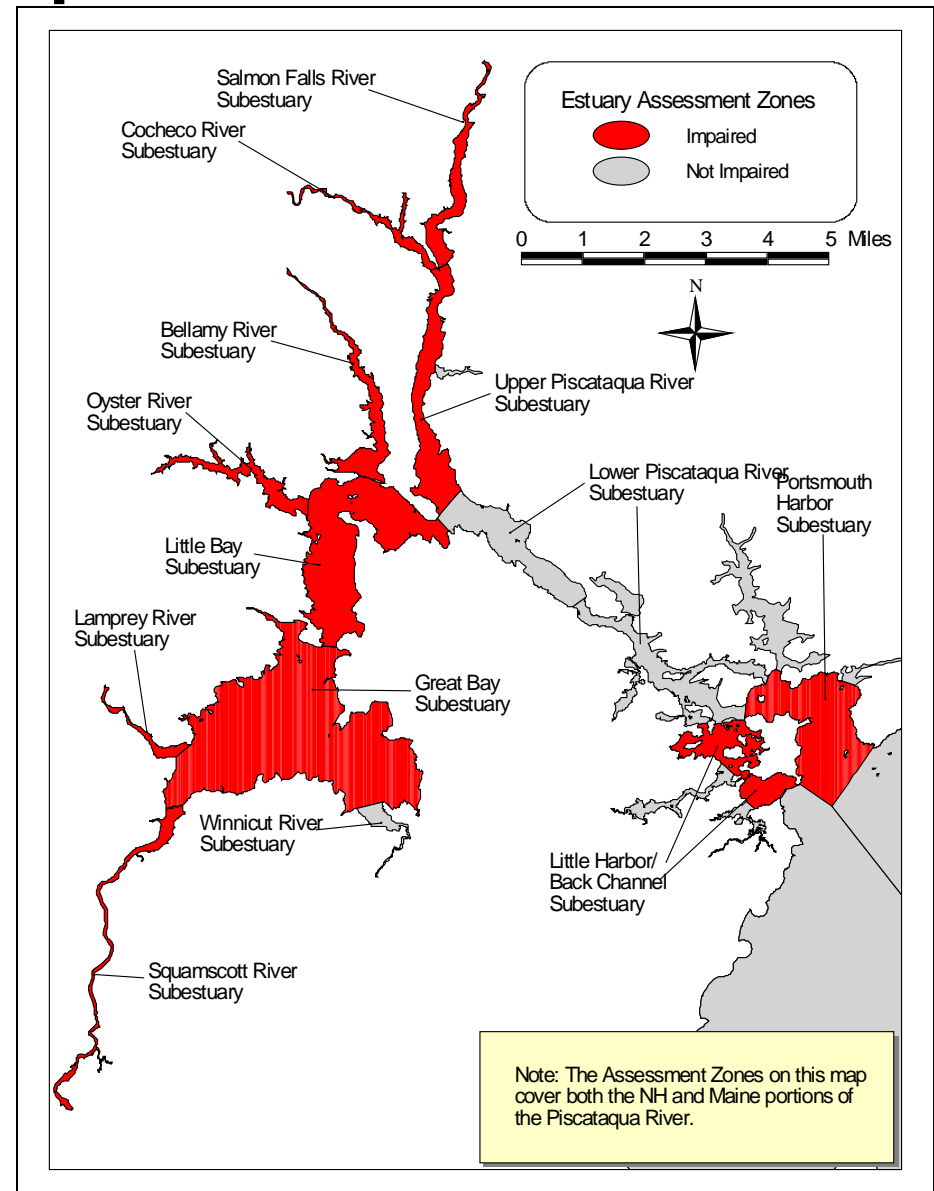 Salmon Falls River
Subestuary
Cocheco River
Subestuary
Estuary Assessment Zones
Impaired
Not Impaired
0 1 2 3 4 5 Miles
N
Bellamy River
Subestuary
Upper Piscataqua River
Subestuary
Oyster River
Subestuary
Lower Piscataqua River
Subestuary
Portsmouth
Harbor
Subestuary
Little Bay
Subestuary
Lamprey River
Subestuary
Great Bay
Subestuary
Winnicut River
Subestuary
Little Harbor/
Back Channel
Subestuary
Squamscott River
Subestuary
Note: The Assessment Zones on this map
cover both the NH and Maine portions of
the Piscataqua River.